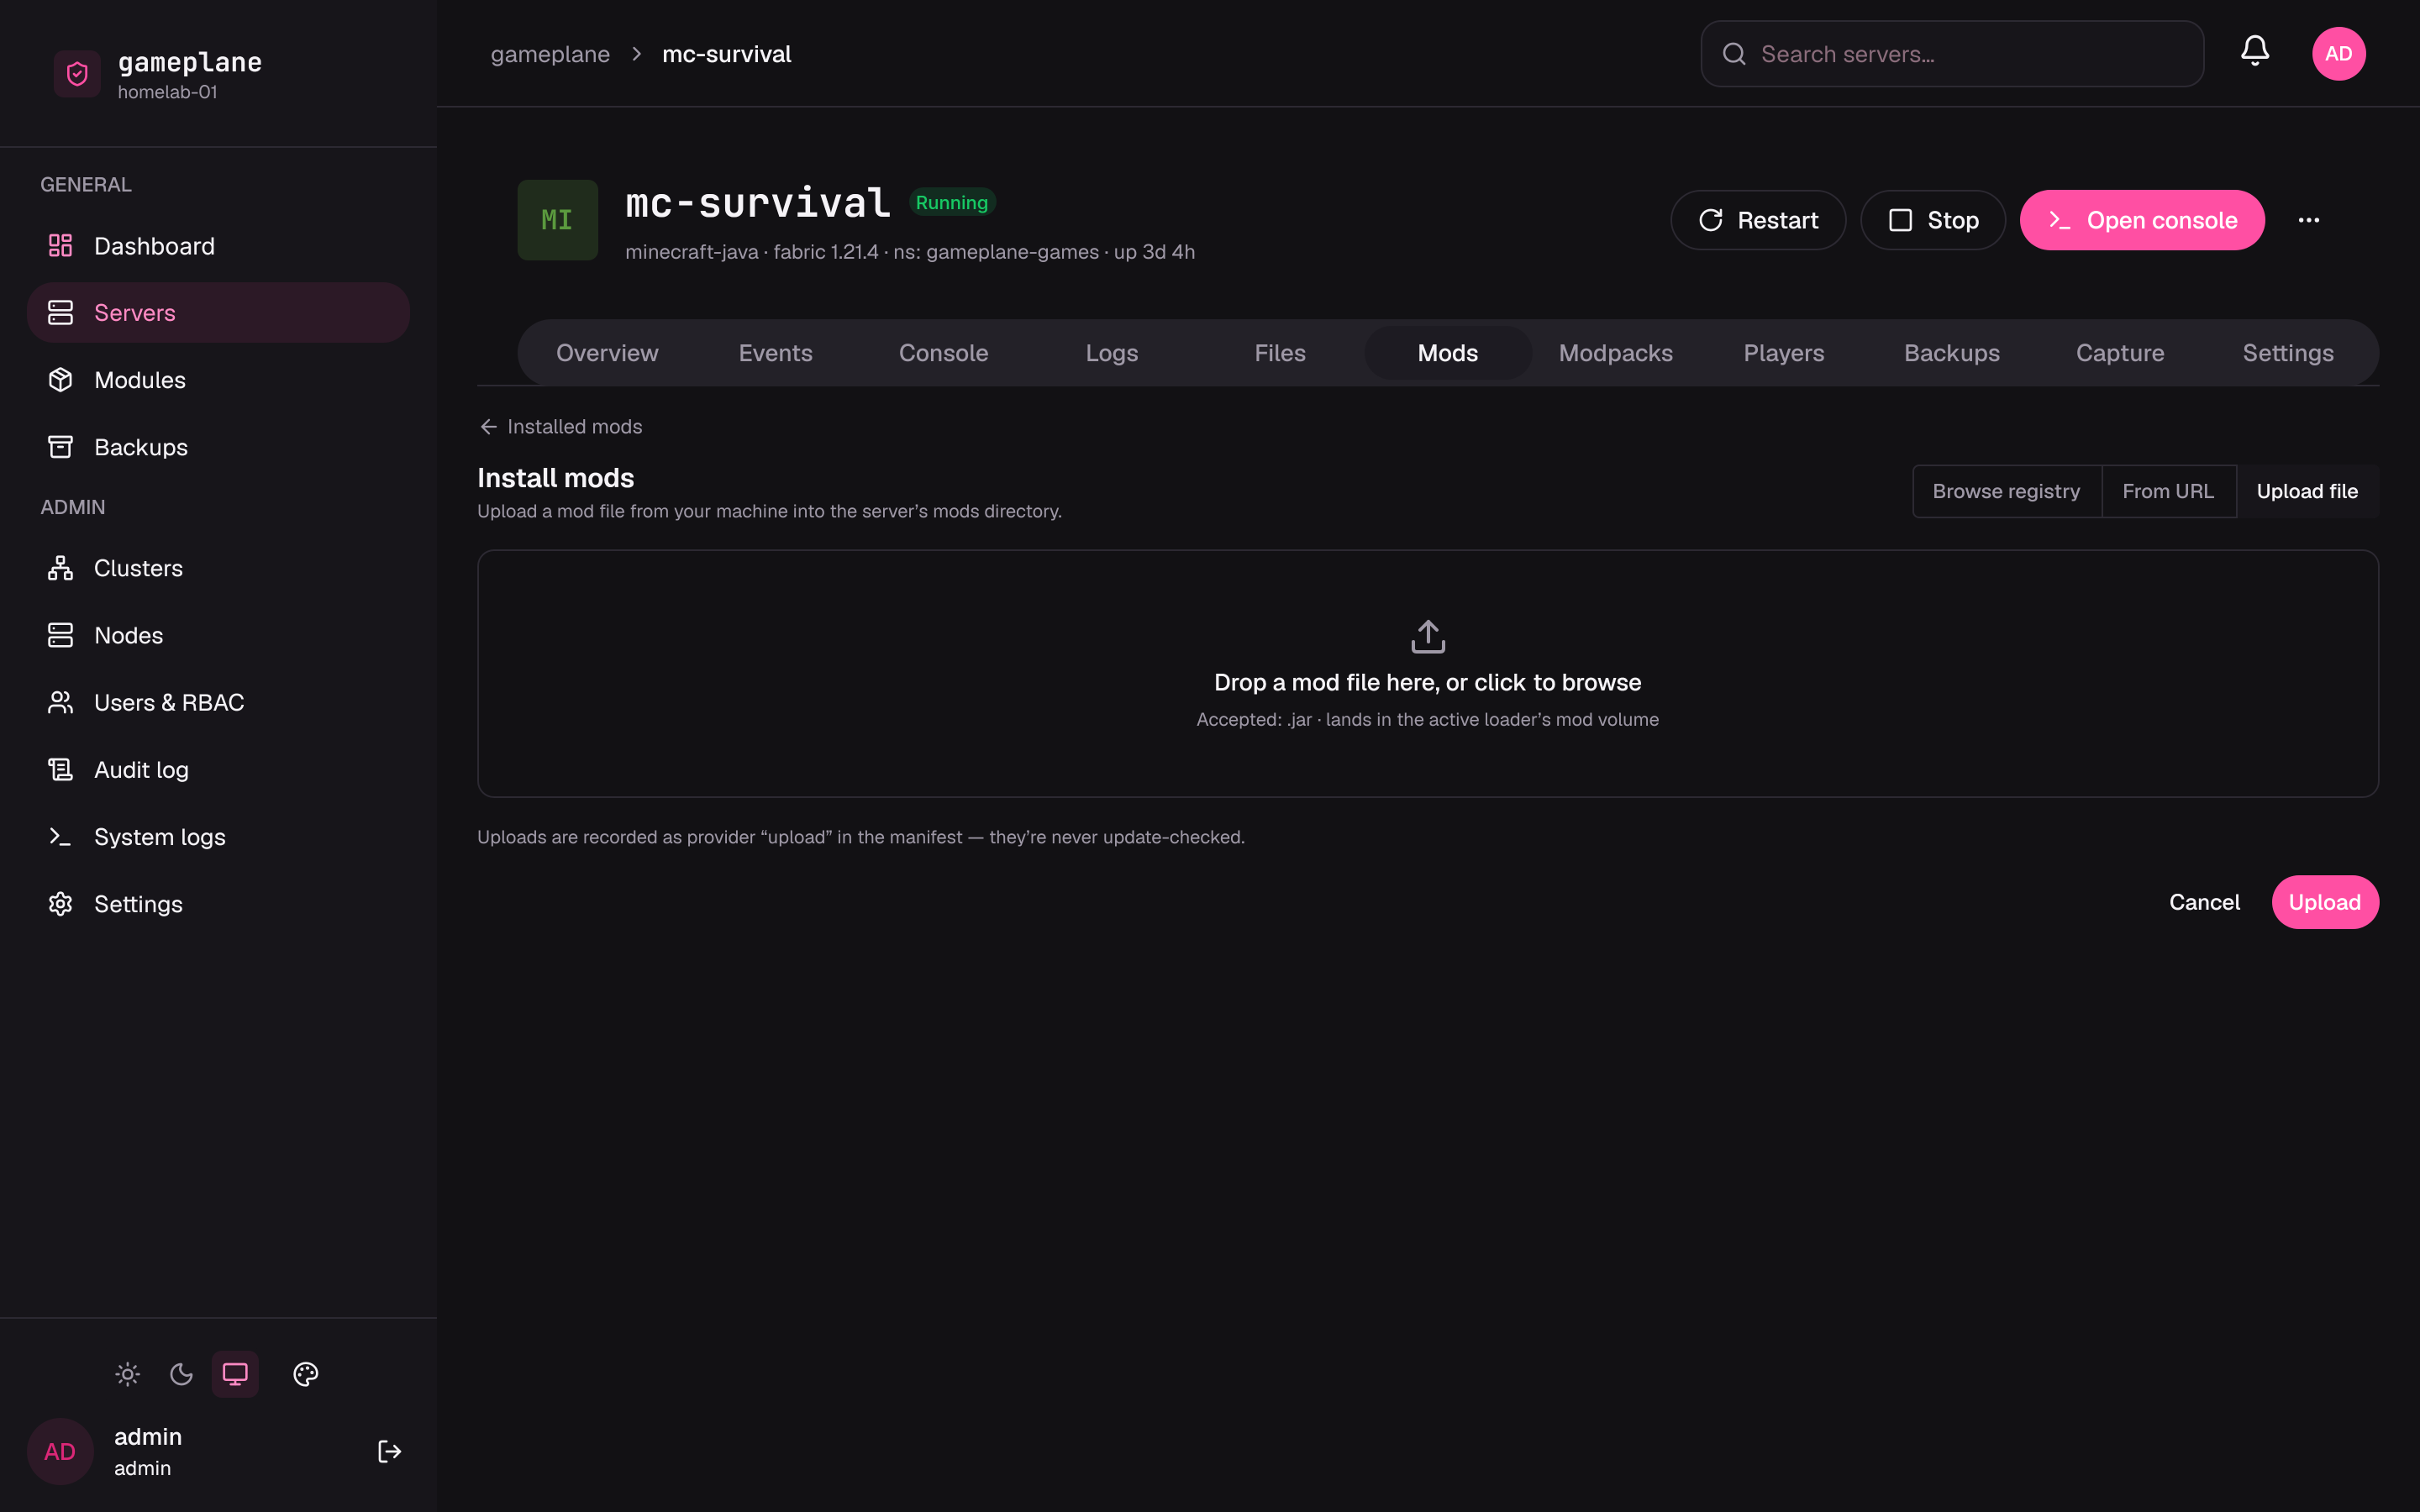 gameplane
homelab-01
GENERAL
Dashboard
Servers
Modules
Backups
ADMIN
Clusters
Nodes
Users & RBAC
Audit log
System logs
Settings
AD
admin
admin
gameplane > mc-survival
Search servers...
AD
MI
mc-survival
Running
minecraft-java · fabric 1.21.4 · ns: gameplane-games · up 3d 4h
Restart
Stop
Open console
Overview
Events
Console
Logs
Files
Mods
Modpacks
Players
Backups
Capture
Settings
Installed mods
Install mods
Upload a mod file from your machine into the server’s mods directory.
Browse registry
From URL
Upload file
Drop a mod file here, or click to browse
Accepted: .jar · lands in the active loader’s mod volume
Uploads are recorded as provider “upload” in the manifest — they’re never update-checked.
Cancel
Upload